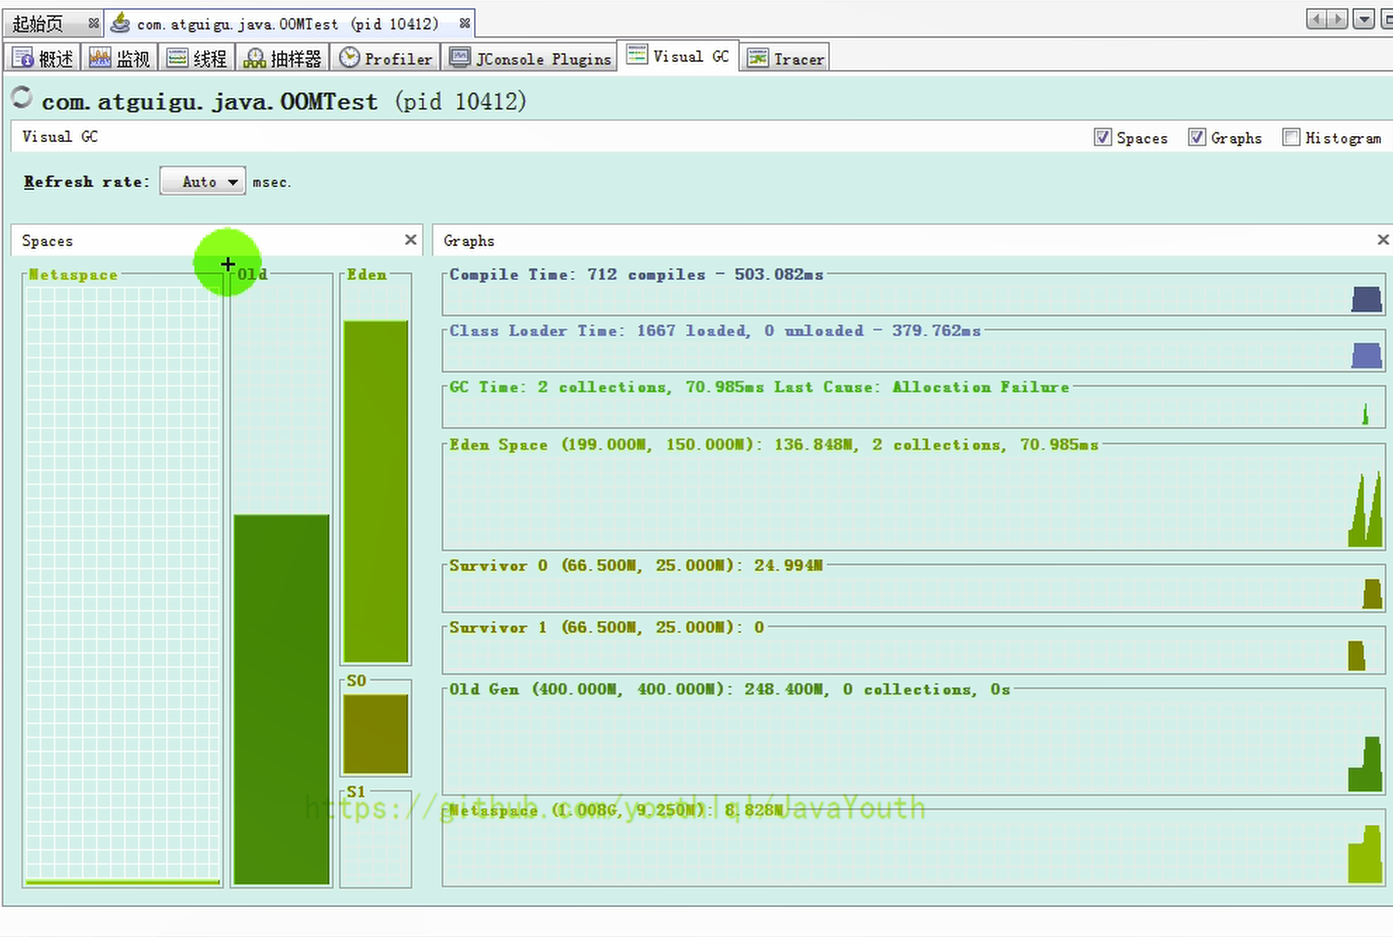 起始页 com.atguigu.java.OOMTest (pid 10412)
概述 监视 线程 抽样器 Profiler JConsole Plugins Visual GC Tracer
com.atguigu.java.OOMTest (pid 10412)
Visual GC Spaces Graphs Histogram
Refresh rate: Auto msec.
Spaces
Metaspace Old Eden
S0
S1
Graphs
Compile Time: 712 compiles - 503.082ms
Class Loader Time: 1667 loaded, 0 unloaded - 379.762ms
GC Time: 2 collections, 70.985ms Last Cause: Allocation Failure
Eden Space (199.000M, 150.000M): 136.848M, 2 collections, 70.985ms
Survivor 0 (66.500M, 25.000M): 24.994M
Survivor 1 (66.500M, 25.000M): 0
Old Gen (400.000M, 400.000M): 248.400M, 0 collections, 0s
Metaspace (1.008G, 9.250M): 8.828M
https://github.com/youthlql/JavaYouth